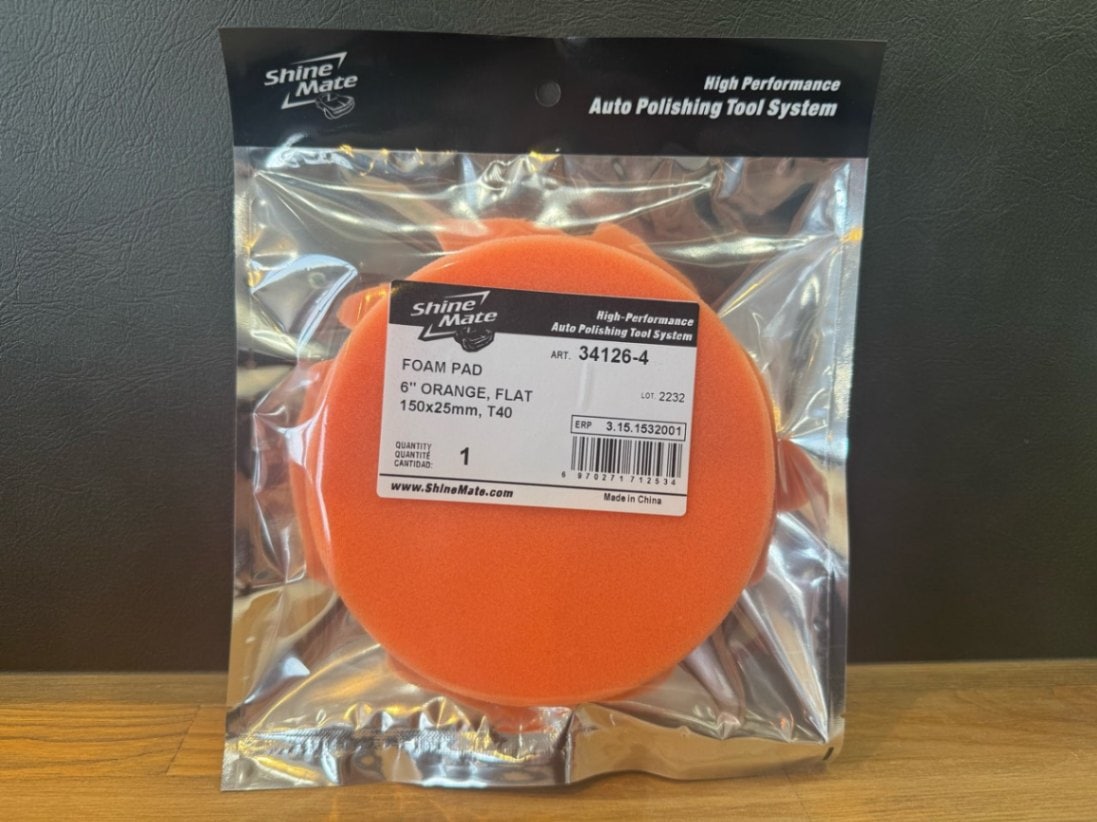 Shine Mate
High Performance
Auto Polishing Tool System
Shine Mate
High-Performance
Auto Polishing Tool System
ART. 34126-4
FOAM PAD
6" ORANGE, FLAT
150x25mm, T40
LOT. 2232
ERP 3.15.1532001
QUANTITY
QUANTITÉ
CANTIDAD:
1
6 970271 712534
www.ShineMate.com
Made in China